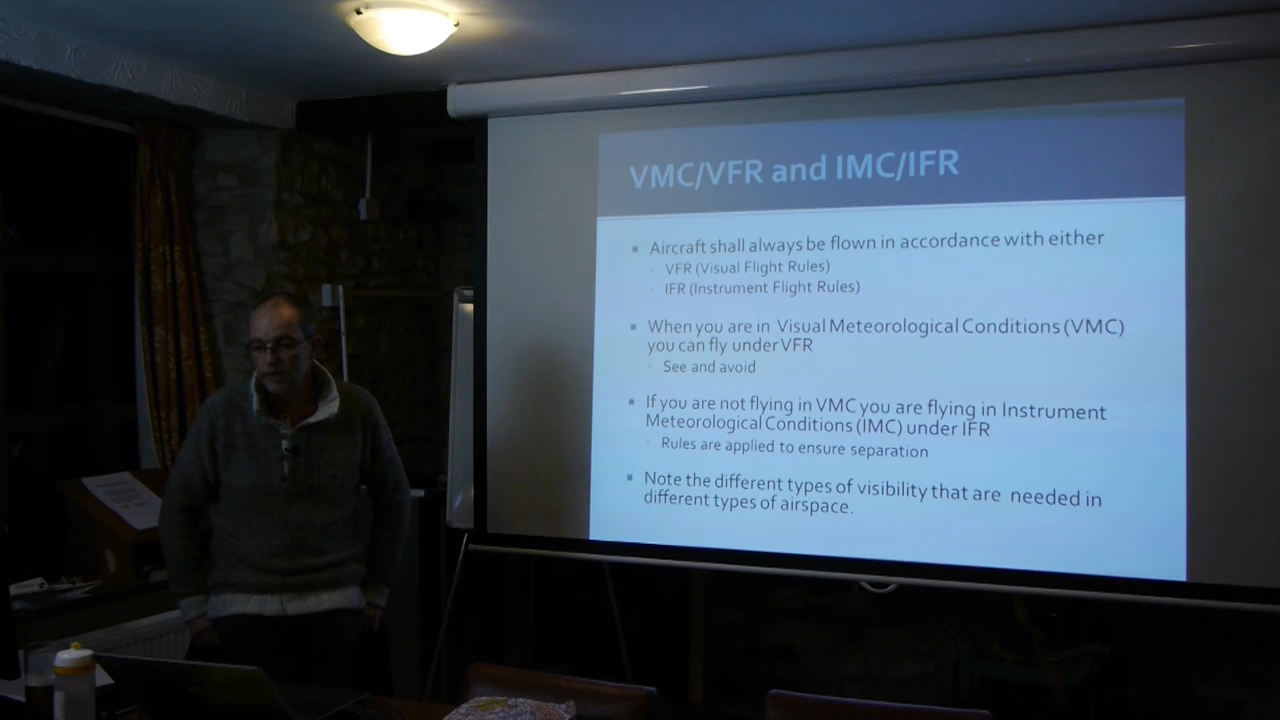 VMC/VFR and IMC/IFR
Aircraft shall always be flown in accordance with either
VFR (Visual Flight Rules)
IFR (Instrument Flight Rules)
When you are in Visual Meteorological Conditions (VMC)
you can fly under VFR
See and avoid
If you are not flying in VMC you are flying in Instrument
Meteorological Conditions (IMC) under IFR
Rules are applied to ensure separation
Note the different types of visibility that are needed in
different types of airspace.